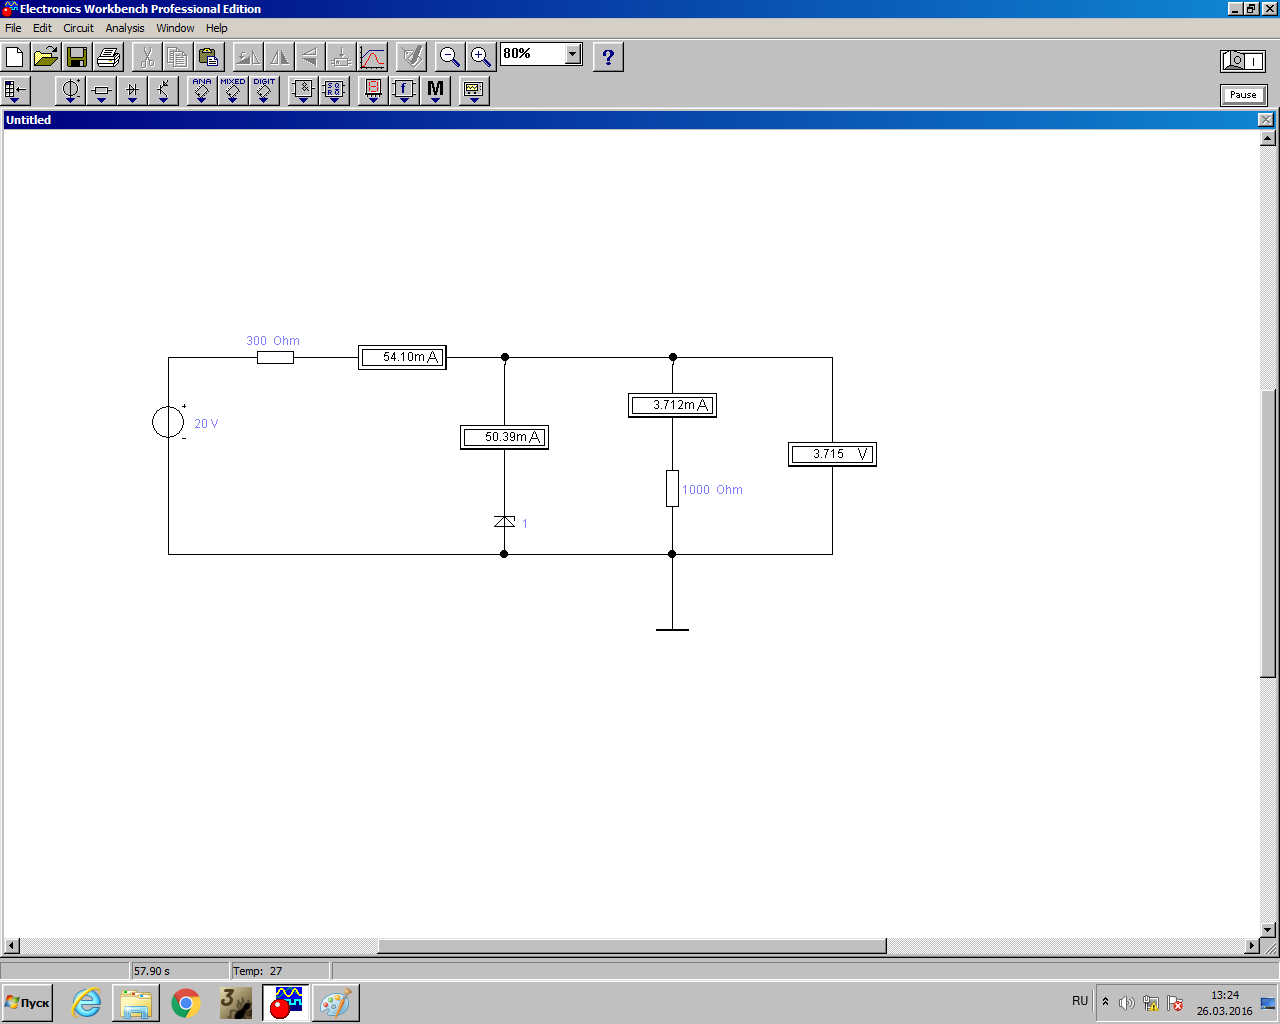 Electronics Workbench Professional Edition
File Edit Circuit Analysis Window Help
80%
?
ANA MIXED DIGIT
f
M
Pause
Untitled
300 Ohm
54.10m A
3.712m A
20 V
50.39m A
3.715 V
1000 Ohm
1
57.90 s
Temp: 27
Пуск
RU
13:24
26.03.2016